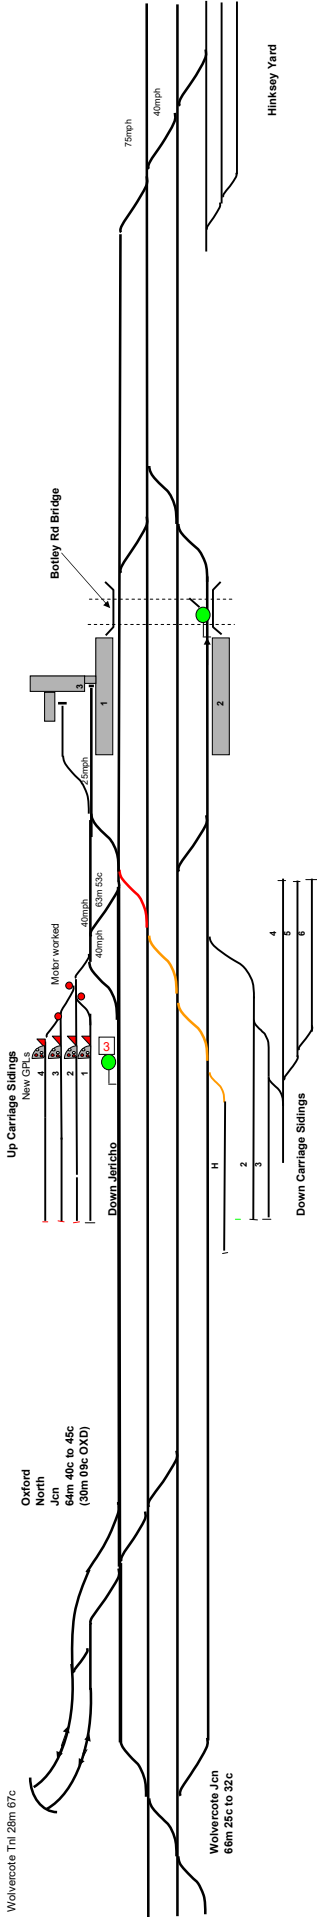 Hinksey Yard
75mph
40mph
Botley Rd Bridge
3
1
2
25mph
40mph
63m 53c
40mph
Motor worked
Up Carriage Sidings
New GPLs
4
3
2
1
3
Down Jericho
4
5
6
H
2
3
Down Carriage Sidings
Oxford
North
Jcn
64m 40c to 45c
(30m 09c OXD)
Wolvercote Tnl 28m 67c
Wolvercote Jcn
66m 25c to 32c